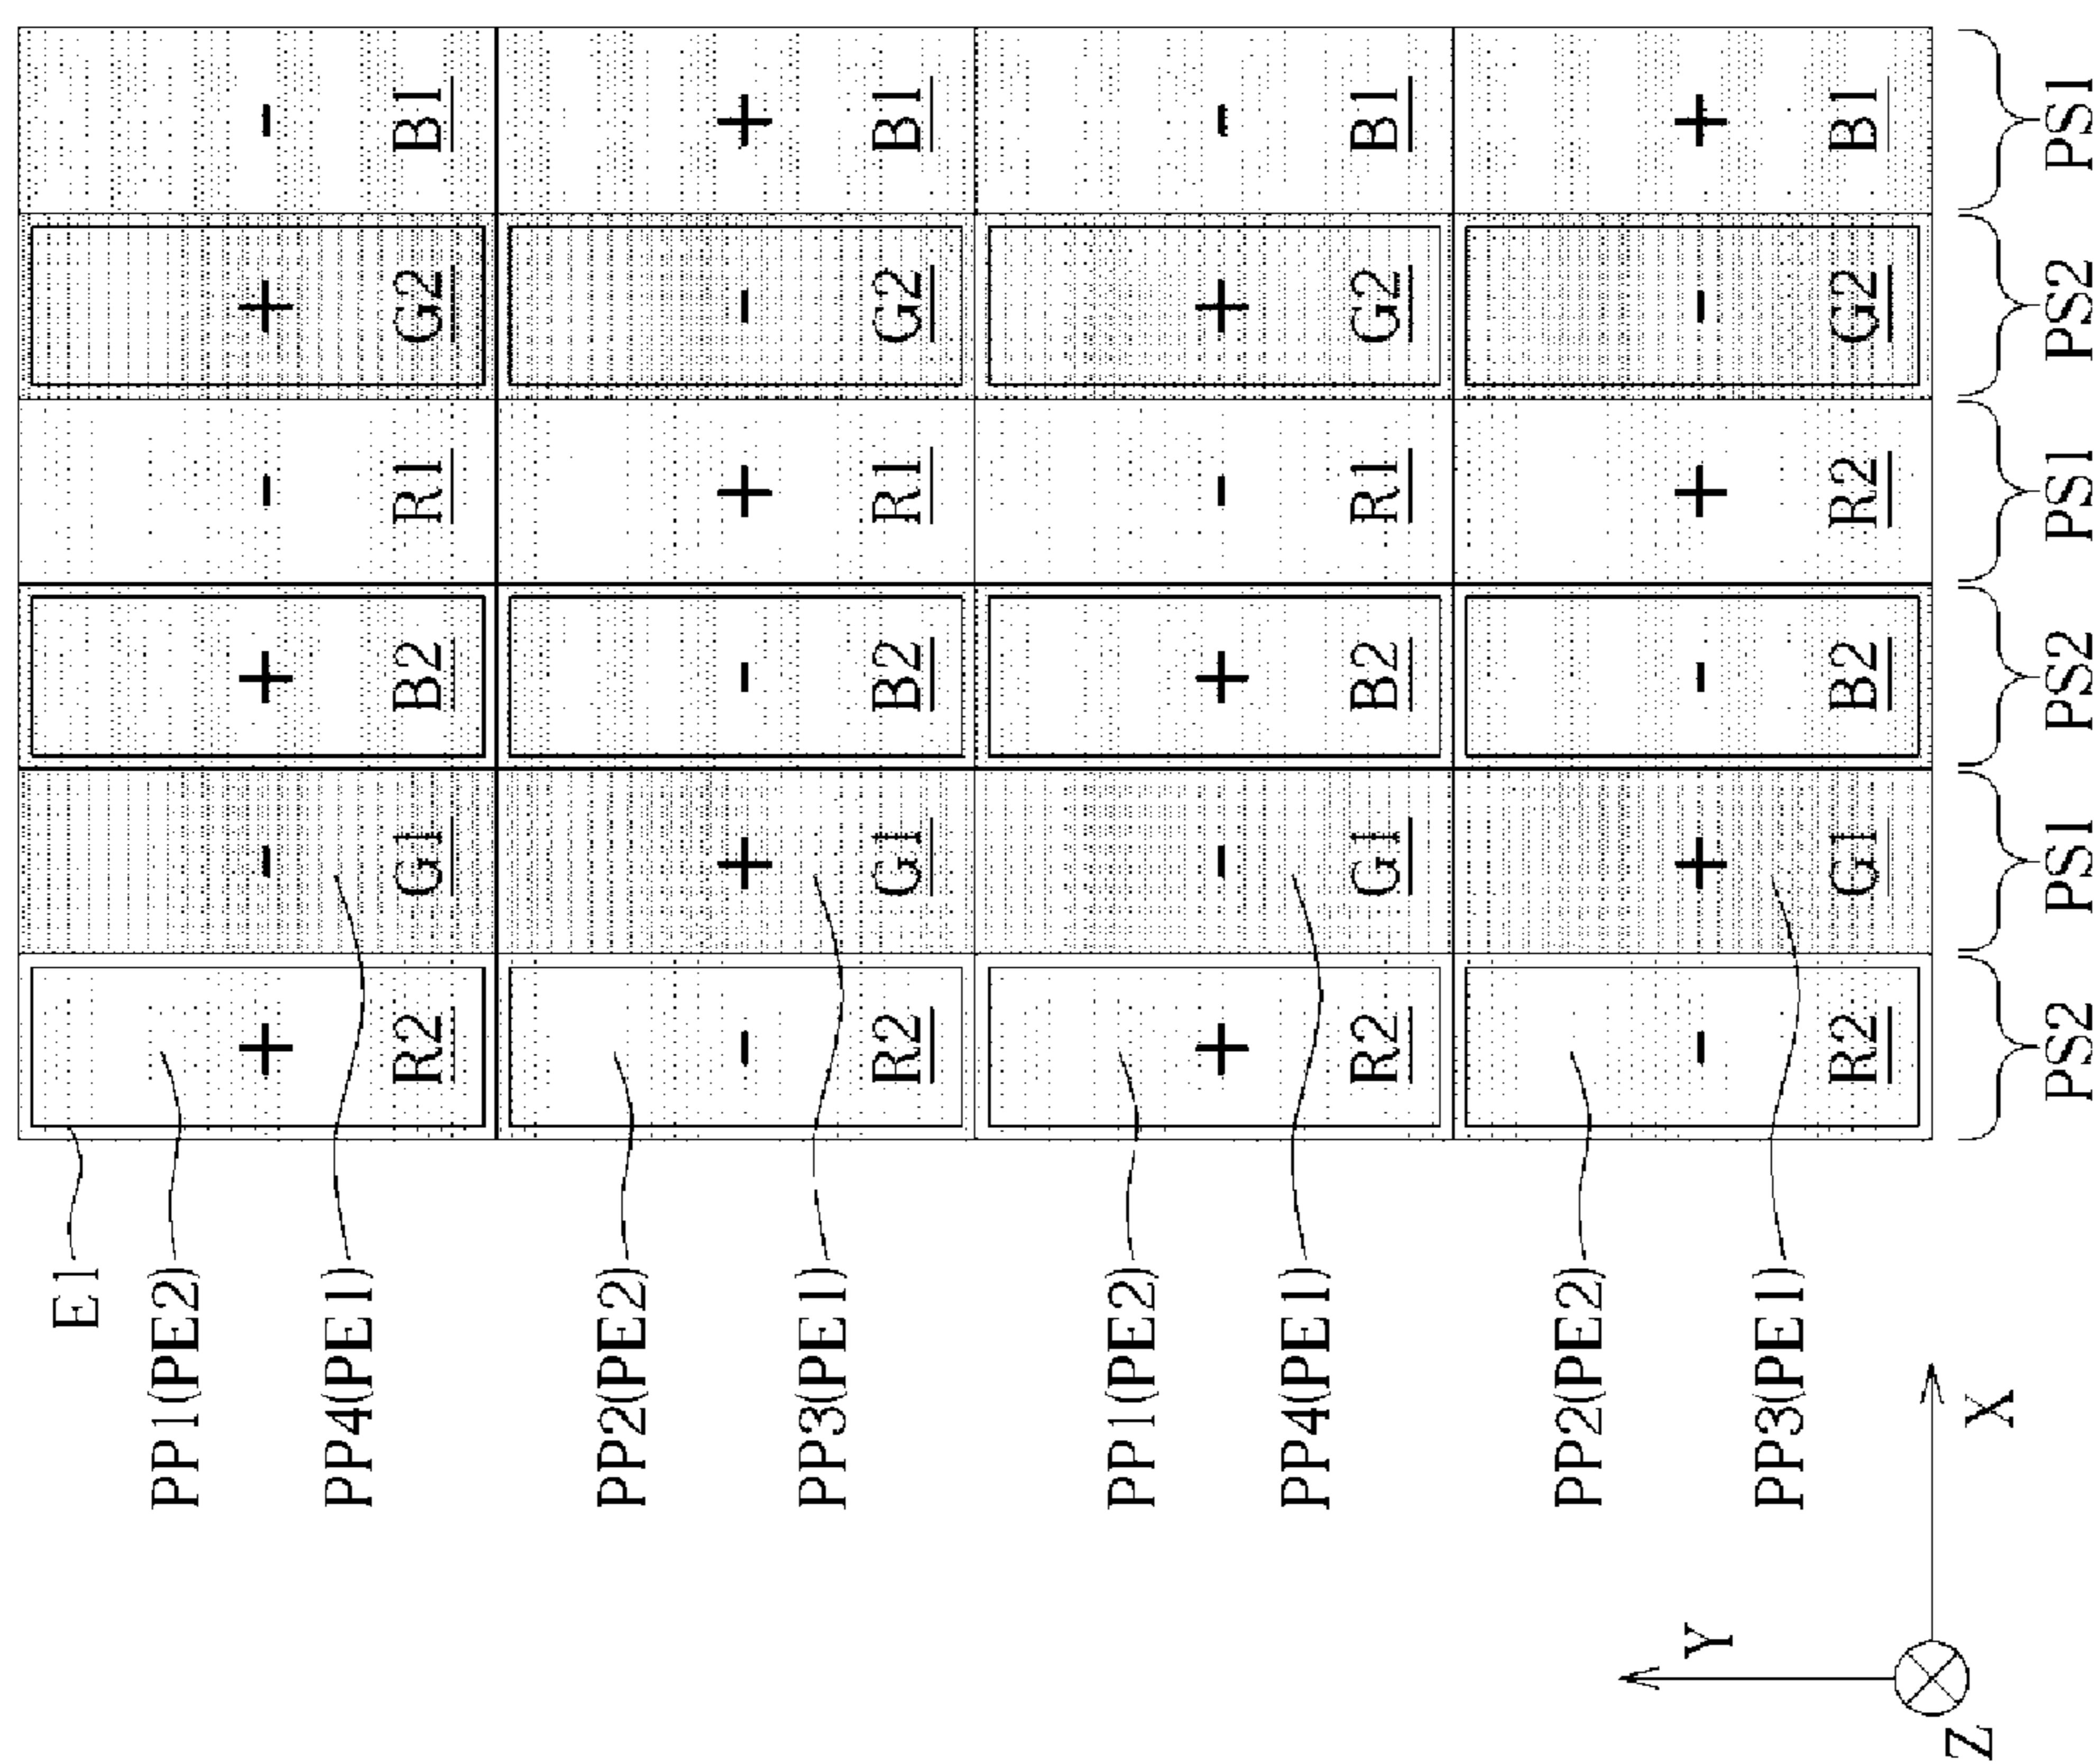 E1
PP1(PE2)
+ - + - + -
PP4(PE1)
R2 G1 B2 R1 G2 B1
PP2(PE2)
- + - + - +
PP3(PE1)
R2 G1 B2 R1 G2 B1
PP1(PE2)
+ - + - + -
PP4(PE1)
R2 G1 B2 R1 G2 B1
PP2(PE2)
- + - + - +
PP3(PE1)
R2 G1 B2 R2 G2 B1
PS2 PS1 PS2 PS1 PS2 PS1
Y
Z
X